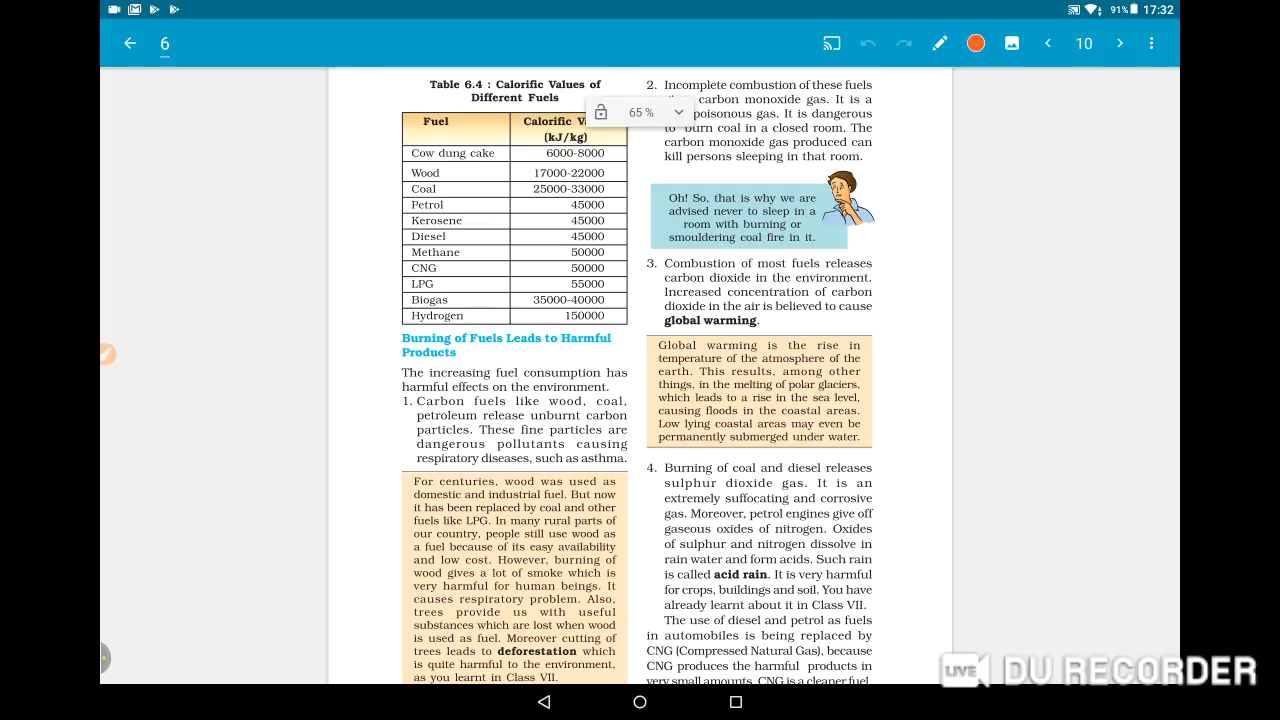 91% 17:32
6
10
65 %
Table 6.4 : Calorific Values of
Different Fuels
Fuel Calorific
(kJ/kg)
Cow dung cake 6000-8000
Wood 17000-22000
Coal 25000-33000
Petrol 45000
Kerosene 45000
Diesel 45000
Methane 50000
CNG 50000
LPG 55000
Biogas 35000-40000
Hydrogen 150000
Burning of Fuels Leads to Harmful
Products
The increasing fuel consumption has
harmful effects on the environment.
1. Carbon fuels like wood, coal,
petroleum release unburnt carbon
particles. These fine particles are
dangerous pollutants causing
respiratory diseases, such as asthma.
For centuries, wood was used as
domestic and industrial fuel. But now
it has been replaced by coal and other
fuels like LPG. In many rural parts of
our country, people still use wood as
a fuel because of its easy availability
and low cost. However, burning of
wood gives a lot of smoke which is
very harmful for human beings. It
causes respiratory problem. Also,
trees provide us with useful
substances which are lost when wood
is used as fuel. Moreover cutting of
trees leads to deforestation which
is quite harmful to the environment,
as you learnt in Class VII.
2. Incomplete combustion of these fuels
carbon monoxide gas. It is a
poisonous gas. It is dangerous
to burn coal in a closed room. The
carbon monoxide gas produced can
kill persons sleeping in that room.
Oh! So, that is why we are
advised never to sleep in a
room with burning or
smouldering coal fire in it.
3. Combustion of most fuels releases
carbon dioxide in the environment.
Increased concentration of carbon
dioxide in the air is believed to cause
global warming.
Global warming is the rise in
temperature of the atmosphere of the
earth. This results, among other
things, in the melting of polar glaciers,
which leads to a rise in the sea level,
causing floods in the coastal areas.
Low lying coastal areas may even be
permanently submerged under water.
4. Burning of coal and diesel releases
sulphur dioxide gas. It is an
extremely suffocating and corrosive
gas. Moreover, petrol engines give off
gaseous oxides of nitrogen. Oxides
of sulphur and nitrogen dissolve in
rain water and form acids. Such rain
is called acid rain. It is very harmful
for crops, buildings and soil. You have
already learnt about it in Class VII.
The use of diesel and petrol as fuels
in automobiles is being replaced by
CNG (Compressed Natural Gas), because
CNG produces the harmful products in
very small amounts. CNG is a cleaner fuel
LIVE DU RECORDER